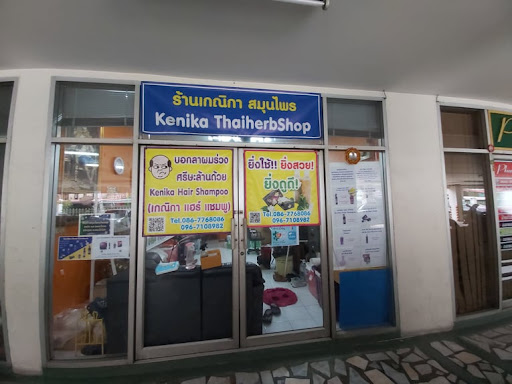 ร้านเกณิกา สมุนไพร
Kenika ThaiherbShop
บอกลาผมร่วง
ศรีษะล้านด้วย
Kenika Hair Shampoo
(เกณิกา แฮร์ แชมพู)
Tel.086-7768086
096-7108982
ยิ่งใช้!! ยิ่งสวย!
ยิ่งดูดี!
Tel.086-7768086
096-7108982